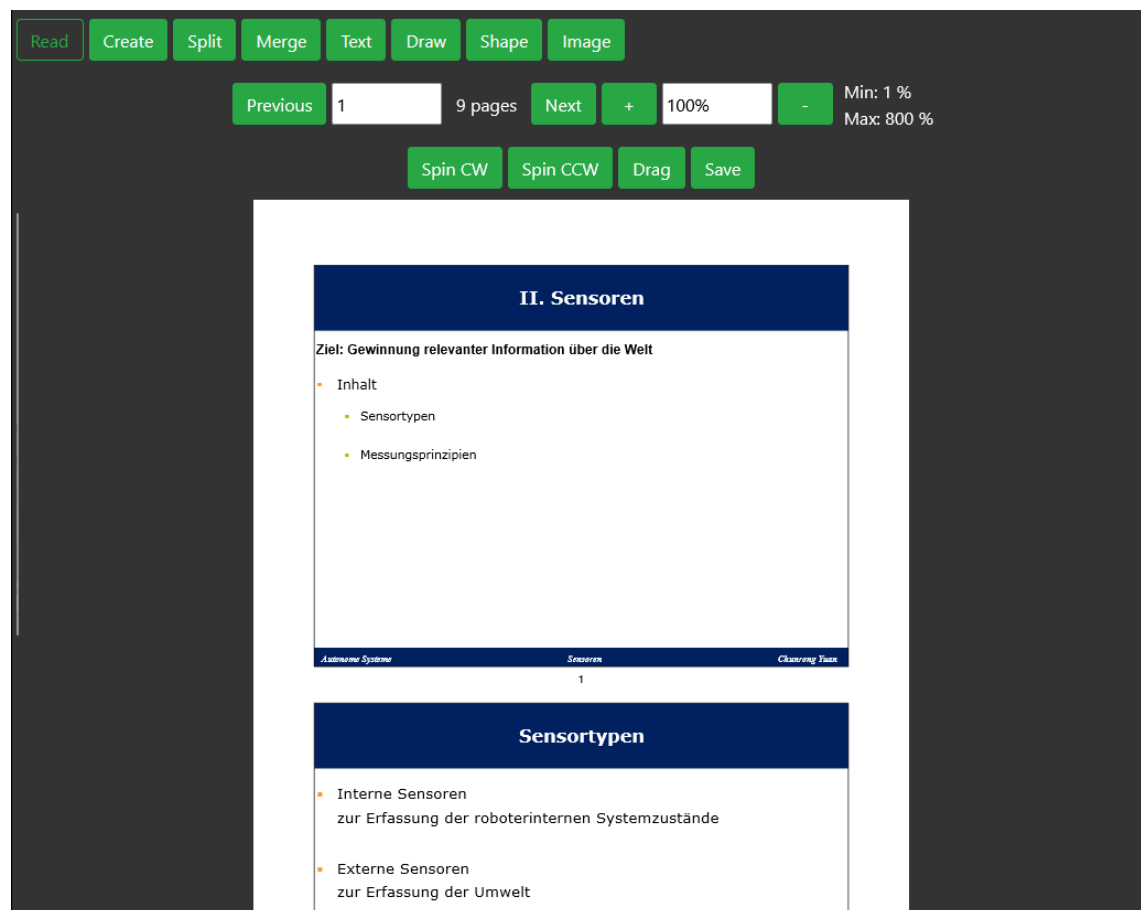 Read Create Split Merge Text Draw Shape Image
Previous 1 9 pages Next + 100% - Min: 1 %
Max: 800 %
Spin CW Spin CCW Drag Save
II. Sensoren
Ziel: Gewinnung relevanter Information über die Welt
Inhalt
Sensortypen
Messungsprinzipien
Autonome Systeme Sensoren Chunrong Yuan
1
Sensortypen
Interne Sensoren
zur Erfassung der roboterinternen Systemzustände
Externe Sensoren
zur Erfassung der Umwelt